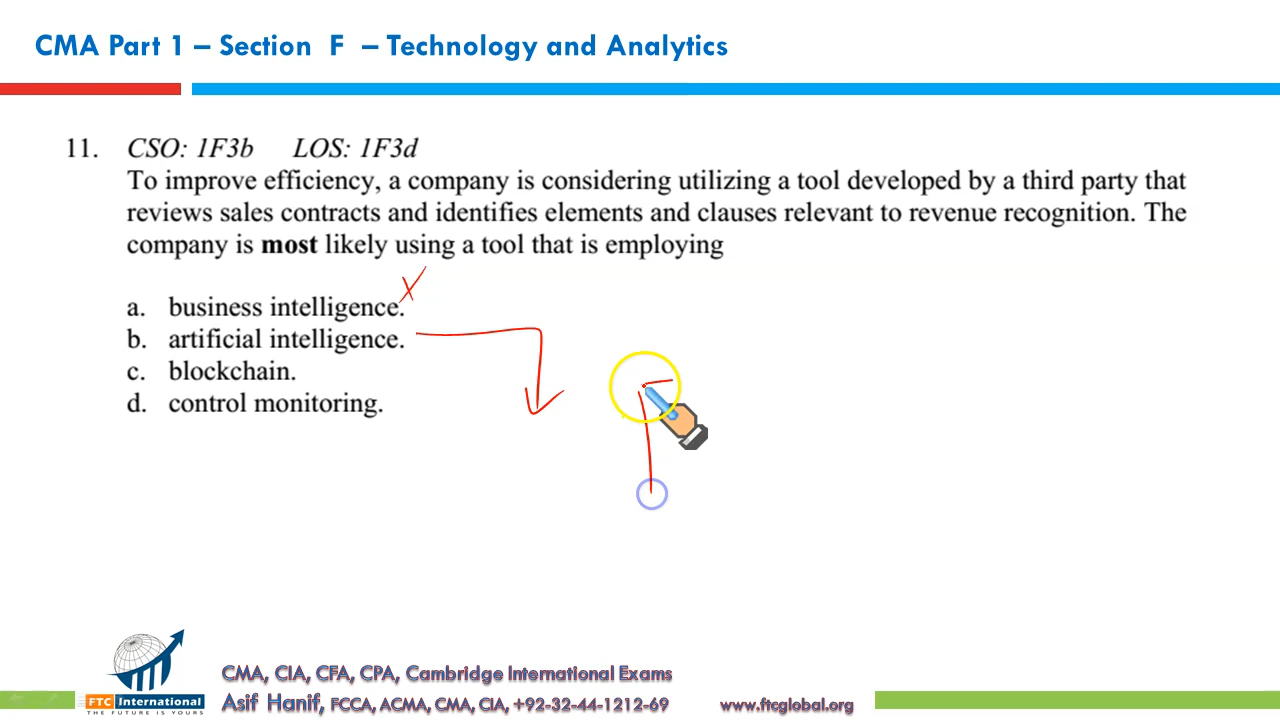 CMA Part 1 – Section F – Technology and Analytics
11. CSO: 1F3b LOS: 1F3d
To improve efficiency, a company is considering utilizing a tool developed by a third party that
reviews sales contracts and identifies elements and clauses relevant to revenue recognition. The
company is most likely using a tool that is employing
a. business intelligence.
b. artificial intelligence.
c. blockchain.
d. control monitoring.
FTC International
THE FUTURE IS YOURS
CMA, CIA, CFA, CPA, Cambridge International Exams
Asif Hanif, FCCA, ACMA, CMA, CIA, +92-32-44-1212-69 www.ftcglobal.org